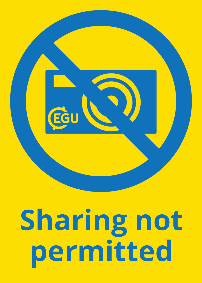 EGU
Sharing not
permitted